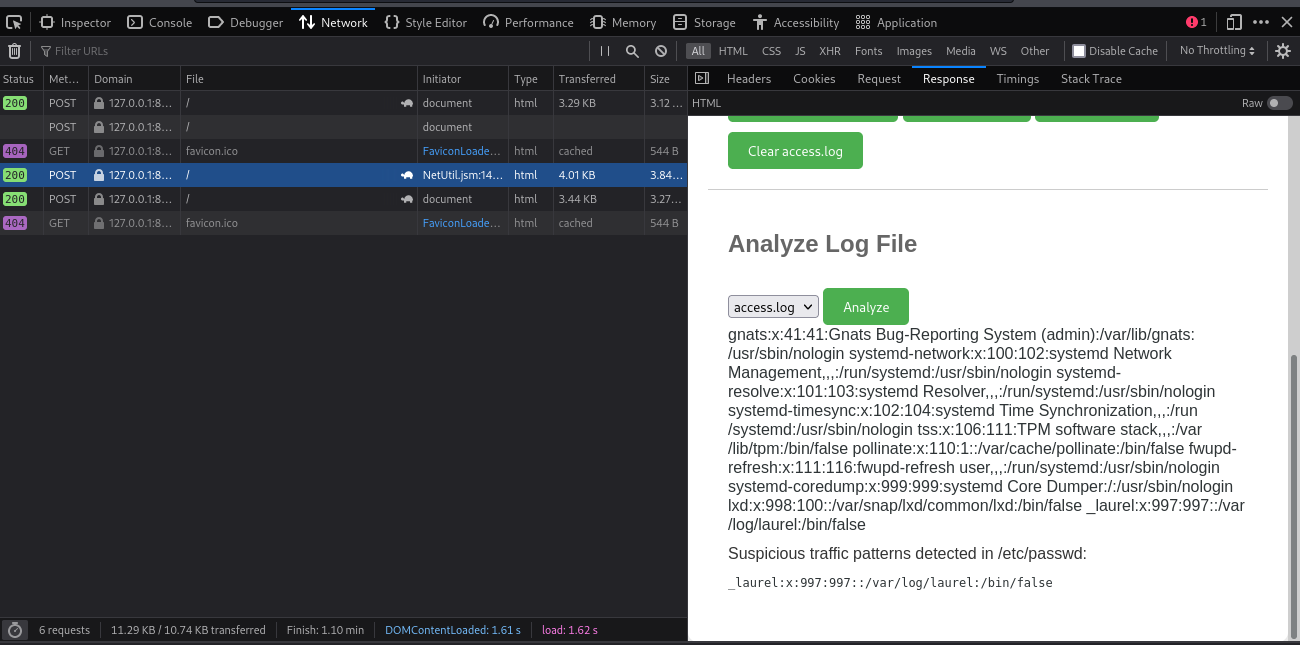 Inspector Console Debugger Network Style Editor Performance Memory Storage Accessibility Application 1
Filter URLs All HTML CSS JS XHR Fonts Images Media WS Other Disable Cache No Throttling
Status Met... Domain File Initiator Type Transferred Size
200 POST 127.0.0.1:8... / document html 3.29 KB 3.12 ...
POST 127.0.0.1:8... / document
404 GET 127.0.0.1:8... favicon.ico FaviconLoade... html cached 544 B
200 POST 127.0.0.1:8... / NetUtil.jsm:14... html 4.01 KB 3.84...
200 POST 127.0.0.1:8... / document html 3.44 KB 3.27...
404 GET 127.0.0.1:8... favicon.ico FaviconLoade... html cached 544 B
6 requests 11.29 KB / 10.74 KB transferred Finish: 1.10 min DOMContentLoaded: 1.61 s load: 1.62 s
Headers Cookies Request Response Timings Stack Trace
HTML Raw
Clear access.log
Analyze Log File
access.log Analyze
gnats:x:41:41:Gnats Bug-Reporting System (admin):/var/lib/gnats:
/usr/sbin/nologin systemd-network:x:100:102:systemd Network
Management,,,:/run/systemd:/usr/sbin/nologin systemd-
resolve:x:101:103:systemd Resolver,,,:/run/systemd:/usr/sbin/nologin
systemd-timesync:x:102:104:systemd Time Synchronization,,,:/run
/systemd:/usr/sbin/nologin tss:x:106:111:TPM software stack,,,:/var
/lib/tpm:/bin/false pollinate:x:110:1::/var/cache/pollinate:/bin/false fwupd-
refresh:x:111:116:fwupd-refresh user,,,:/run/systemd:/usr/sbin/nologin
systemd-coredump:x:999:999:systemd Core Dumper:/:/usr/sbin/nologin
lxd:x:998:100::/var/snap/lxd/common/lxd:/bin/false _laurel:x:997:997::/var
/log/laurel:/bin/false
Suspicious traffic patterns detected in /etc/passwd:
_laurel:x:997:997::/var/log/laurel:/bin/false